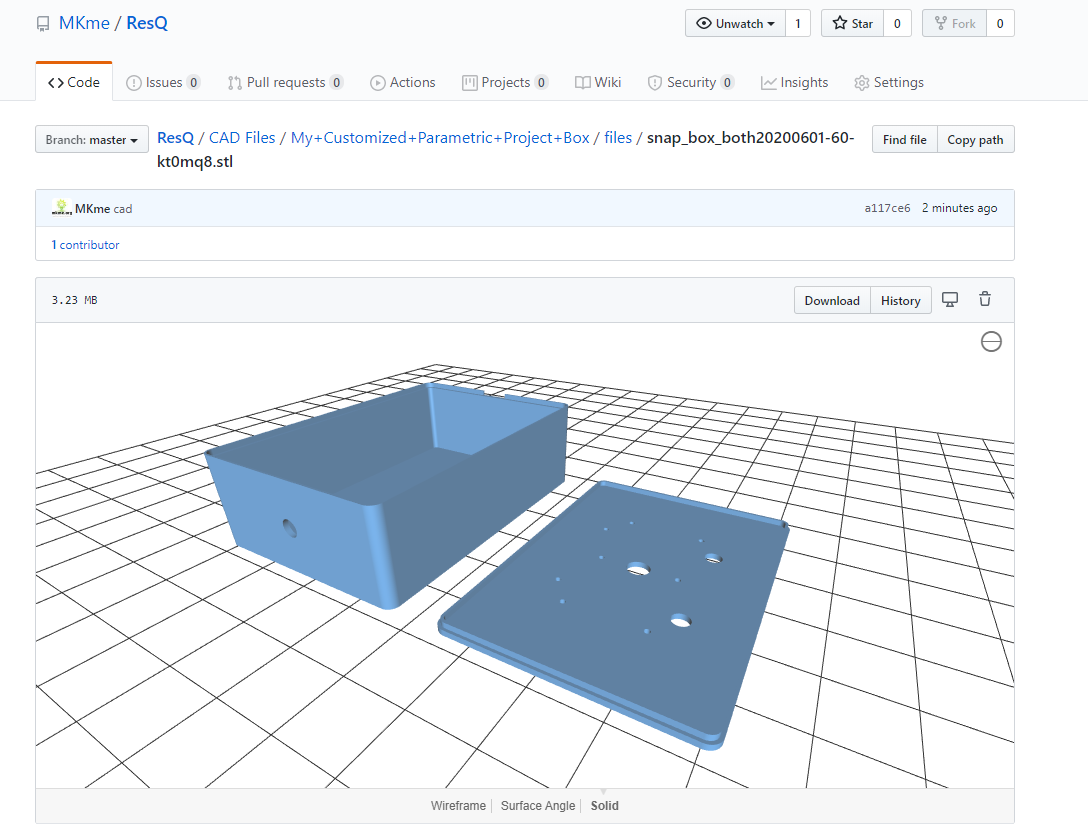 MKme / ResQ
Unwatch 1 Star 0 Fork 0
Code Issues 0 Pull requests 0 Actions Projects 0 Wiki Security 0 Insights Settings
Branch: master ResQ / CAD Files / My+Customized+Parametric+Project+Box / files / snap_box_both20200601-60-
kt0mq8.stl
Find file Copy path
MKme cad a117ce6 2 minutes ago
1 contributor
3.23 MB Download History
Wireframe Surface Angle Solid